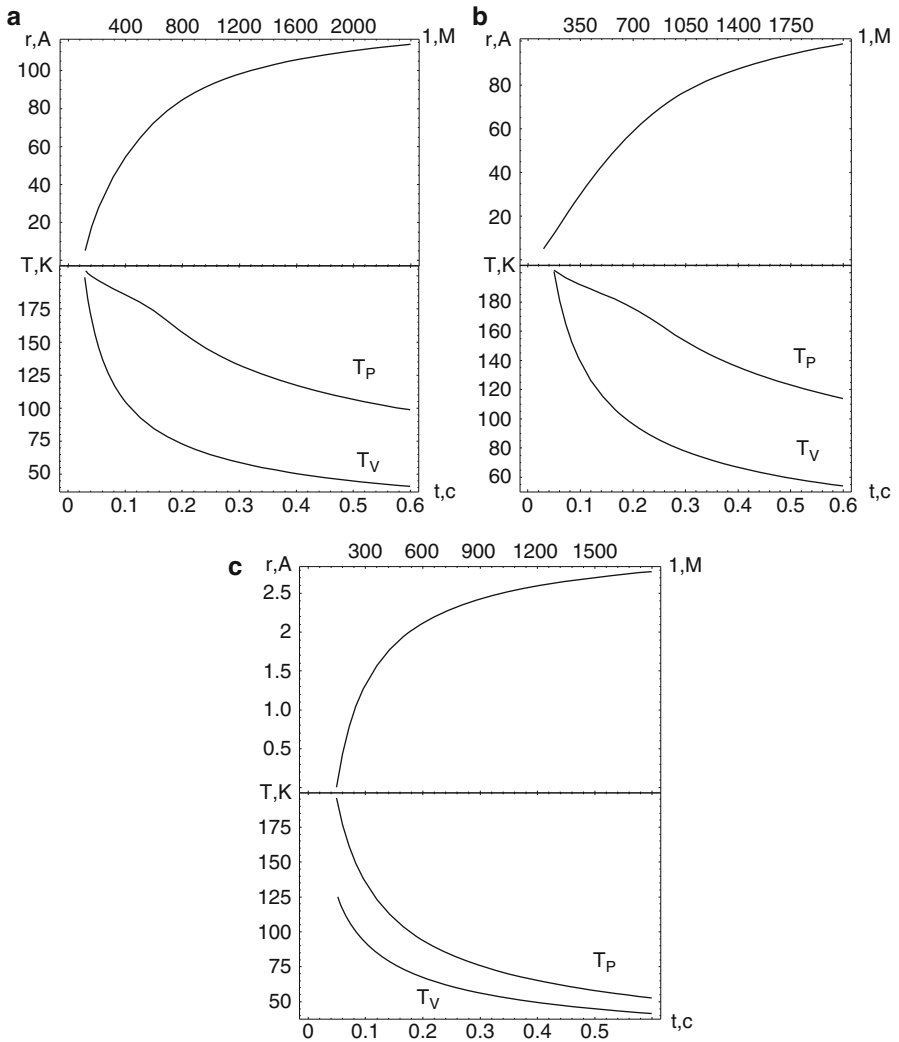 a
400 800 1200 1600 2000
r,A
1,M
100
80
60
40
20
T,K
175
150
125
100
75
50
T_P
T_V
0 0.1 0.2 0.3 0.4 0.5 0.6
t,c
b
350 700 1050 1400 1750
r,A
1,M
80
60
40
20
T,K
180
160
140
120
100
80
60
T_P
T_V
0 0.1 0.2 0.3 0.4 0.5 0.6
t,c
c
300 600 900 1200 1500
r,A
1,M
2.5
2
1.5
1.0
0.5
T,K
175
150
125
100
75
50
T_P
T_V
0 0.1 0.2 0.3 0.4 0.5
t,c